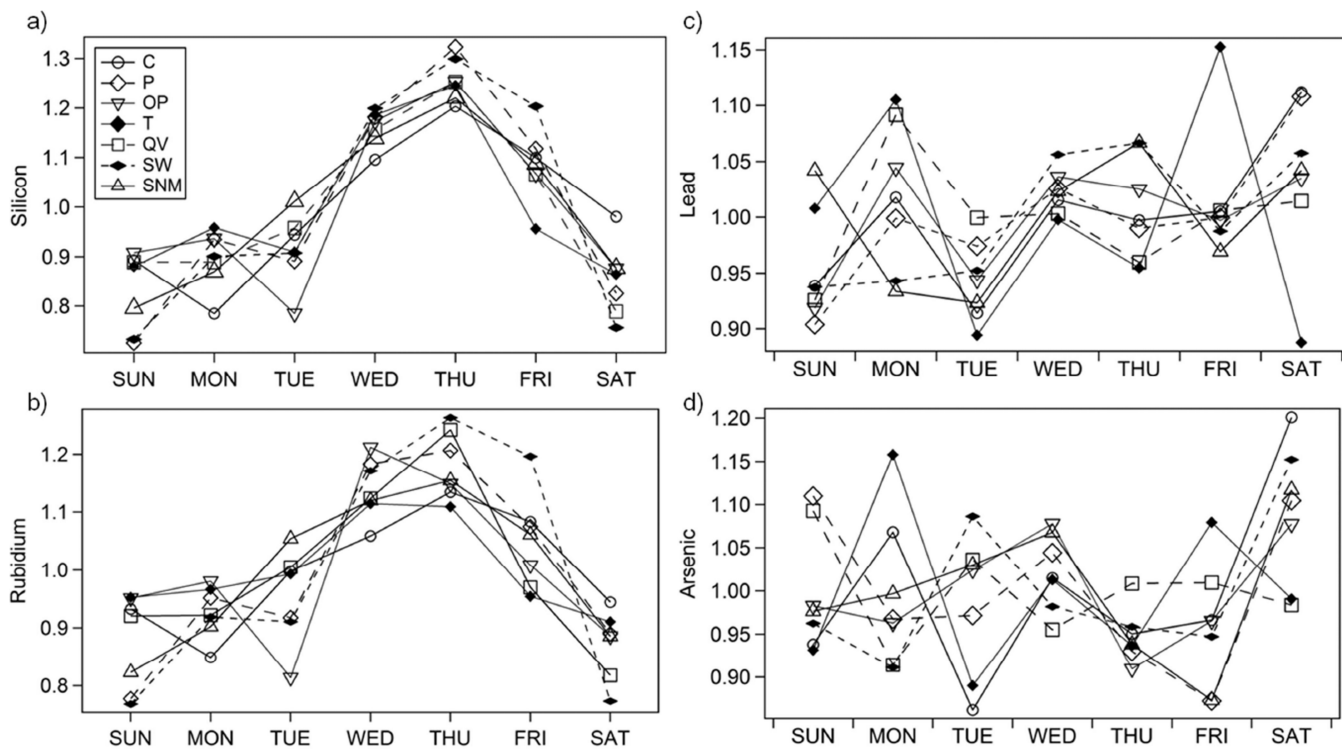 a)
Silicon
1.3
1.2
1.1
1.0
0.9
0.8
C
P
OP
T
QV
SW
SNM
SUN MON TUE WED THU FRI SAT
c)
Lead
1.15
1.10
1.05
1.00
0.95
0.90
SUN MON TUE WED THU FRI SAT
b)
Rubidium
1.2
1.1
1.0
0.9
0.8
SUN MON TUE WED THU FRI SAT
d)
Arsenic
1.20
1.15
1.10
1.05
1.00
0.95
0.90
SUN MON TUE WED THU FRI SAT